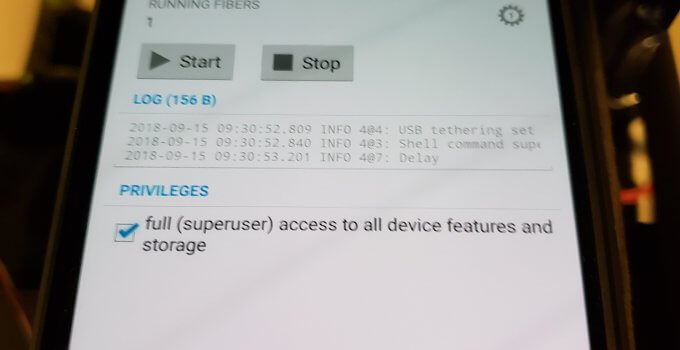 RUNNING FIBERS
1
1
Start
Stop
LOG (156 B)
2018-09-15 09:30:52.809 INFO 4@4: USB tethering set
2018-09-15 09:30:52.840 INFO 4@3: Shell command supe
2018-09-15 09:30:53.201 INFO 4@7: Delay
PRIVILEGES
full (superuser) access to all device features and
storage